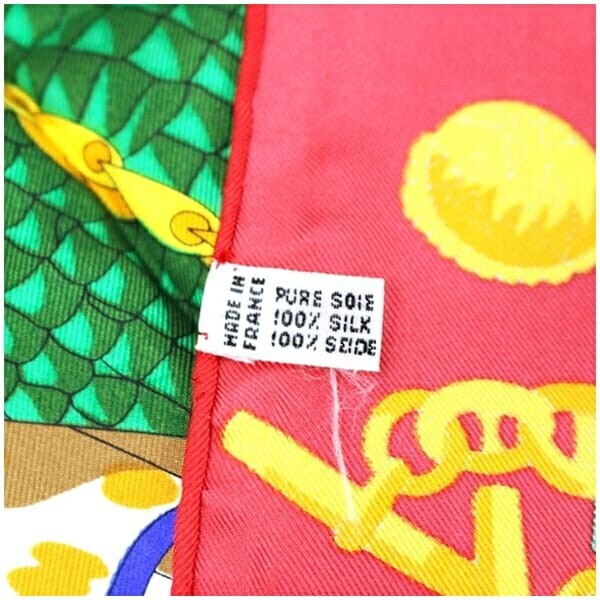 MADE IN
FRANCE
PURE SOIE
100% SILK
100% SEIDE